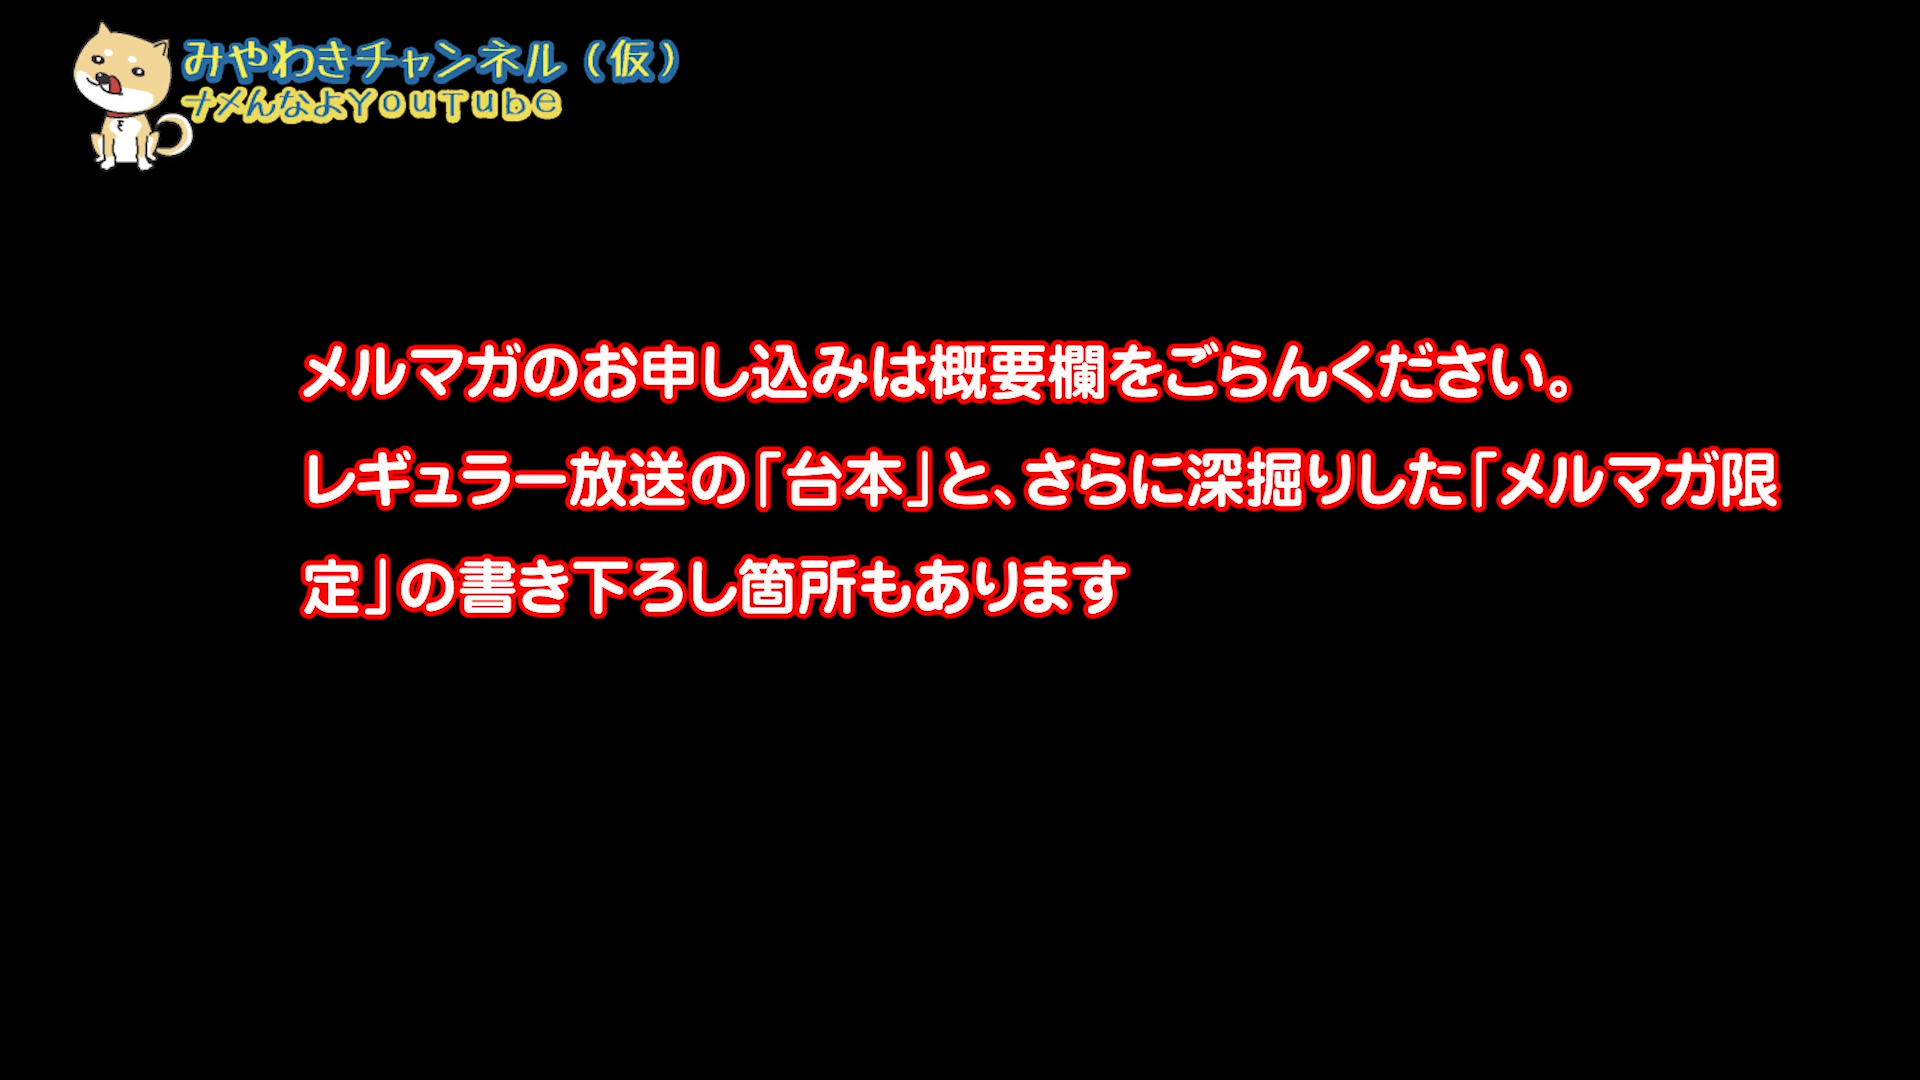 みやわきチャンネル（仮）
ナメんなよYouTube
メルマガのお申し込みは概要欄をごらんください。
レギュラー放送の「台本」と、さらに深掘りした「メルマガ限
定」の書き下ろし箇所もあります